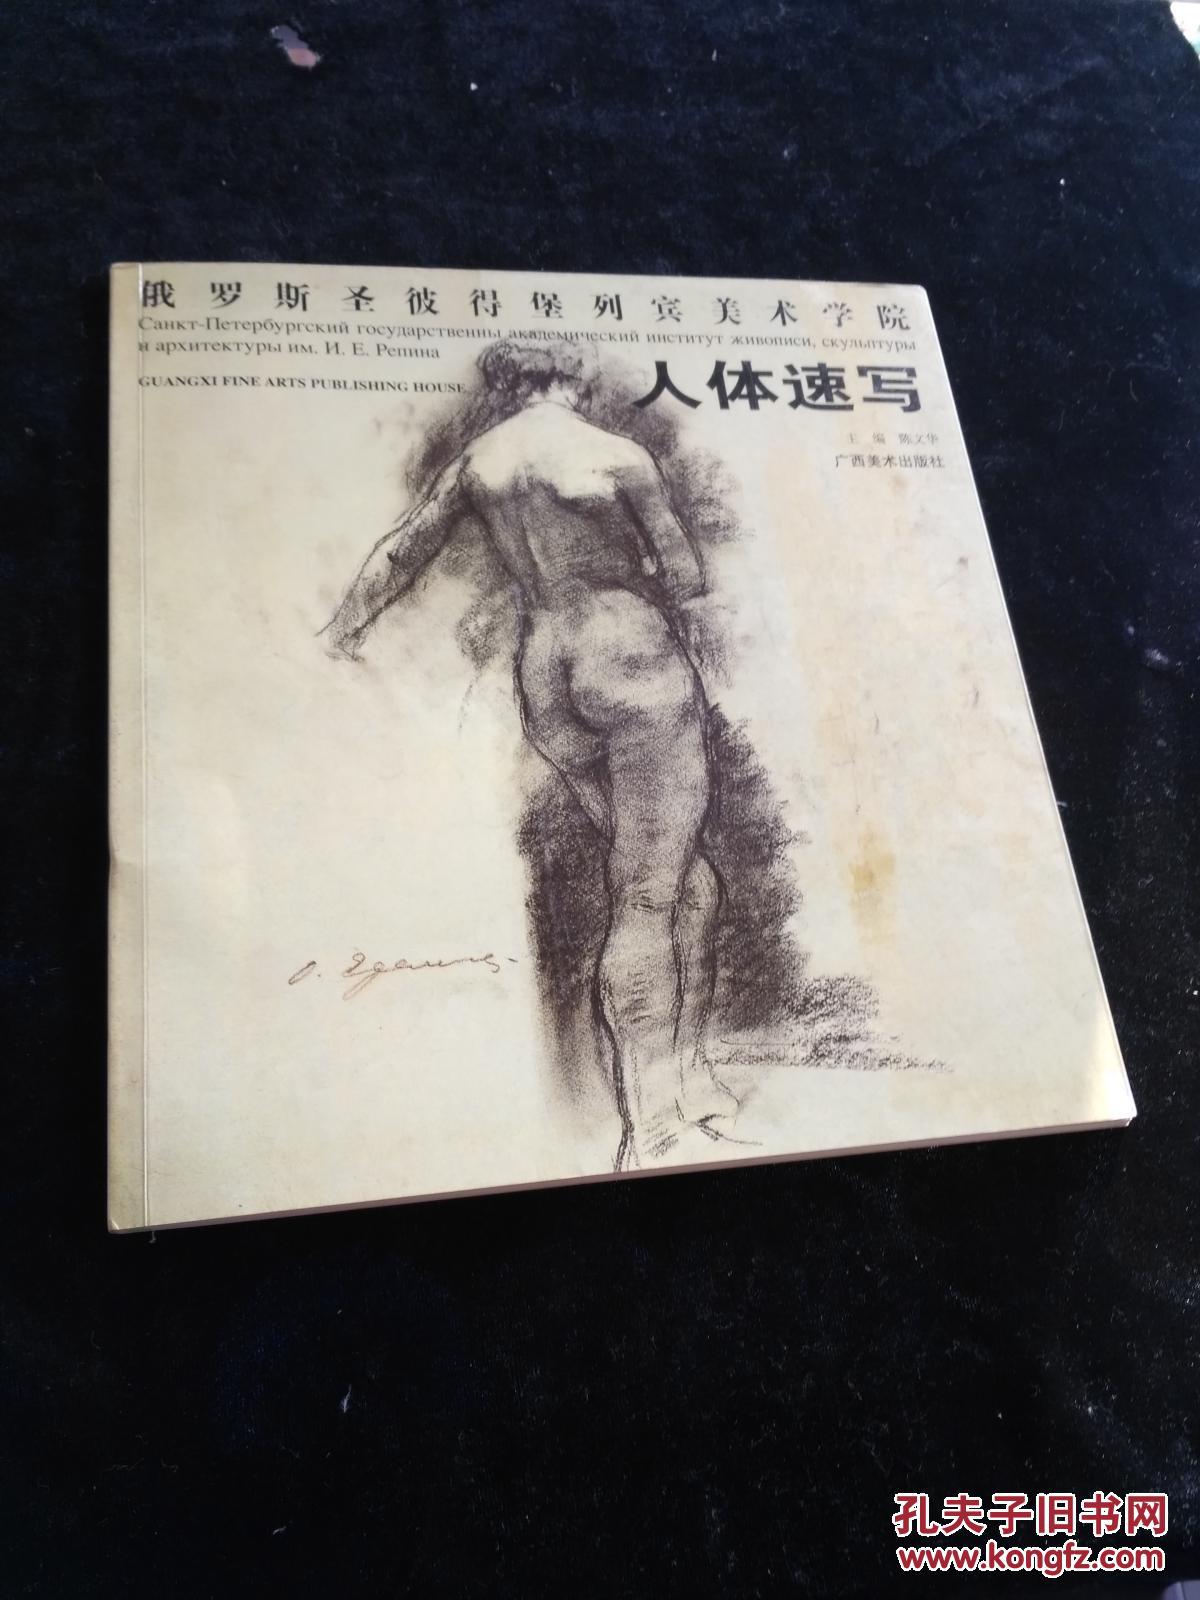 俄罗斯圣彼得堡列宾美术学院
Санкт-Петербургский государственны академический институт живописи, скульптуры
и архитектуры им. И. Е. Репина
GUANGXI FINE ARTS PUBLISHING HOUSE
人体速写
主 编 陈文华
广西美术出版社
孔夫子旧书网
www.kongfz.com